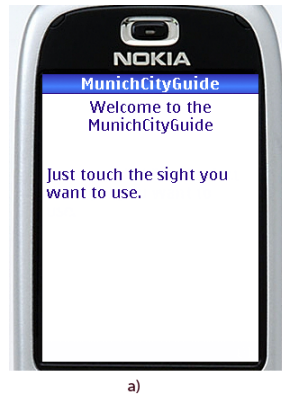 NOKIA
MunichCityGuide
Welcome to the
MunichCityGuide
Just touch the sight you
want to use.
a)